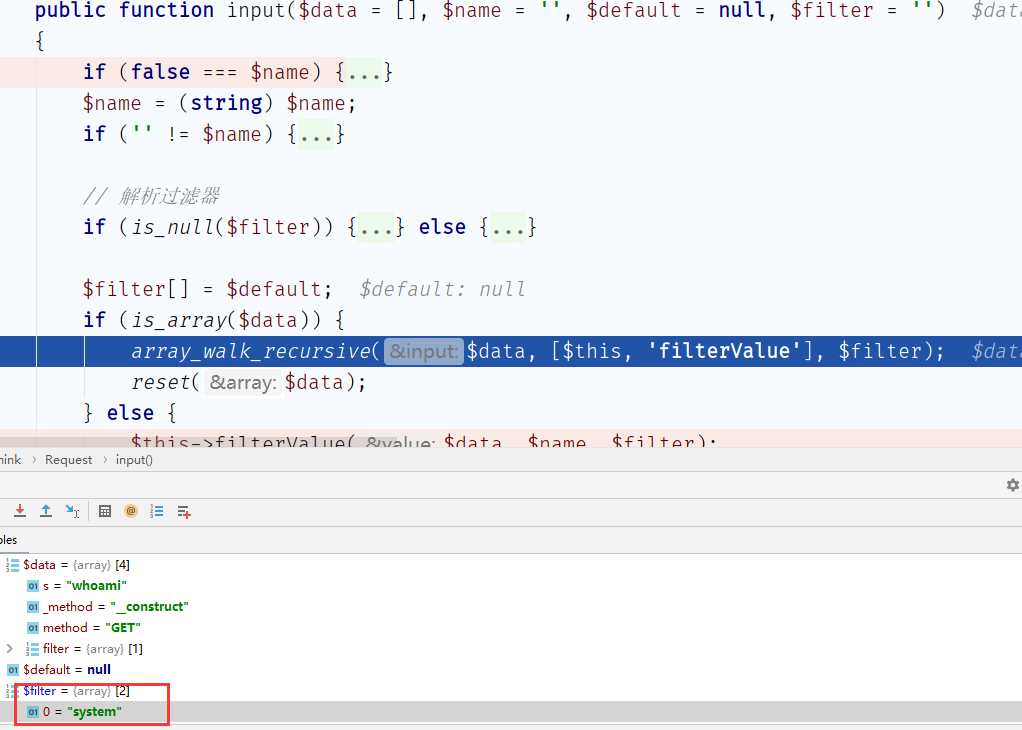 public function input($data = [], $name = '', $default = null, $filter = '') $data
{
if (false === $name) {...}
$name = (string) $name;
if ('' != $name) {...}
// 解析过滤器
if (is_null($filter)) {...} else {...}
$filter[] = $default; $default: null
if (is_array($data)) {
array_walk_recursive( &input: $data, [$this, 'filterValue'], $filter); $data
reset( &array: $data);
} else {
$this->filterValue( &value: $data, $name, $filter);
hink > Request > input()
bles
$data = {array} [4]
s = "whoami"
_method = "__construct"
method = "GET"
filter = {array} [1]
$default = null
$filter = {array} [2]
0 = "system"